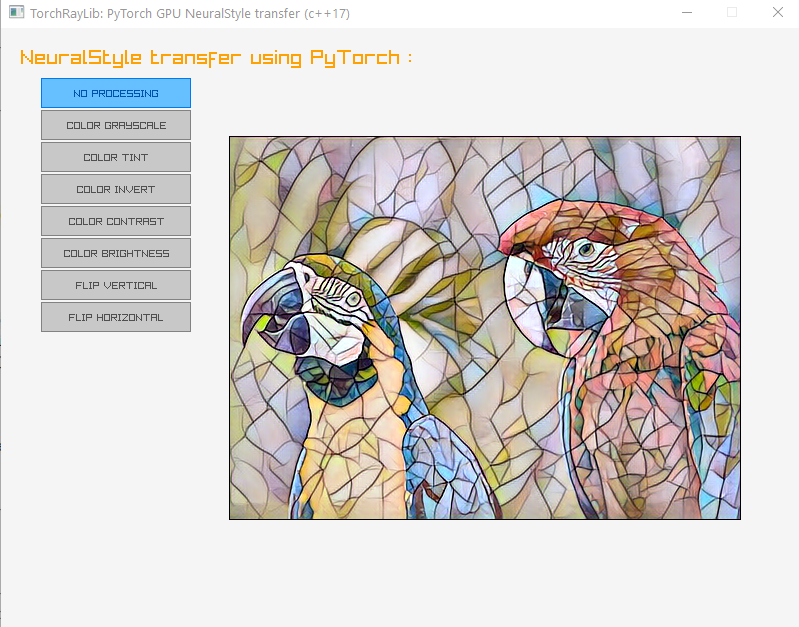 TorchRayLib: PyTorch GPU NeuralStyle transfer (c++17)
NeuralStyle transfer using PyTorch :
NO PROCESSING
COLOR GRAYSCALE
COLOR TINT
COLOR INVERT
COLOR CONTRAST
COLOR BRIGHTNESS
FLIP VERTICAL
FLIP HORIZONTAL